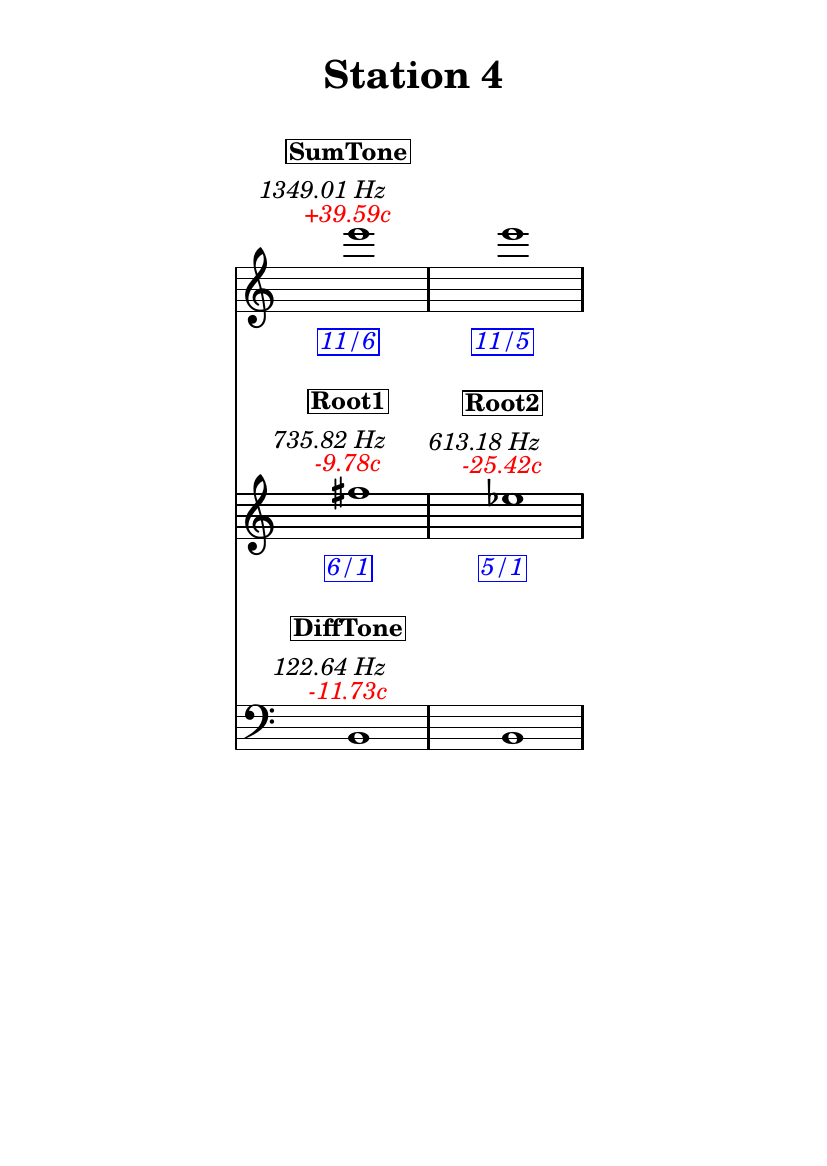 Station 4
SumTone
1349.01 Hz
+39.59c
11/6 11/5
Root1 Root2
735.82 Hz 613.18 Hz
-9.78c -25.42c
6/1 5/1
DiffTone
122.64 Hz
-11.73c